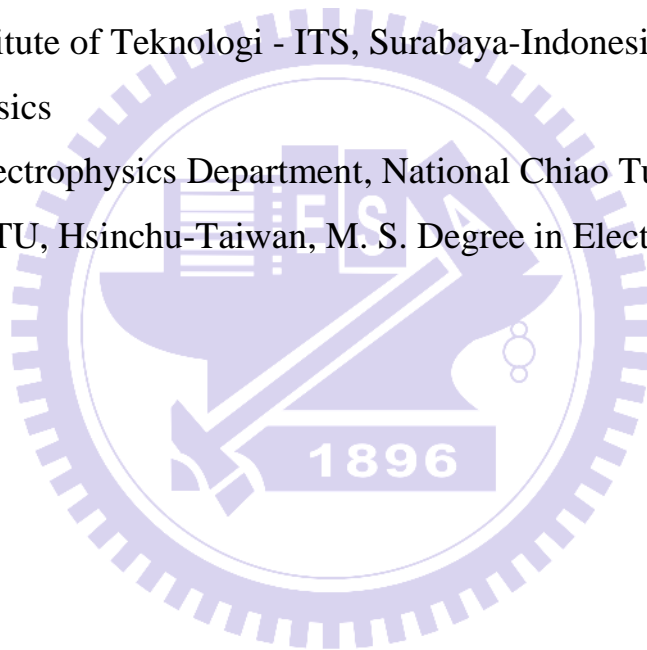 itute of Teknologi - ITS, Surabaya-Indonesi
sics
ectrophysics Department, National Chiao Tu
TU, Hsinchu-Taiwan, M. S. Degree in Elect
E S A
1896